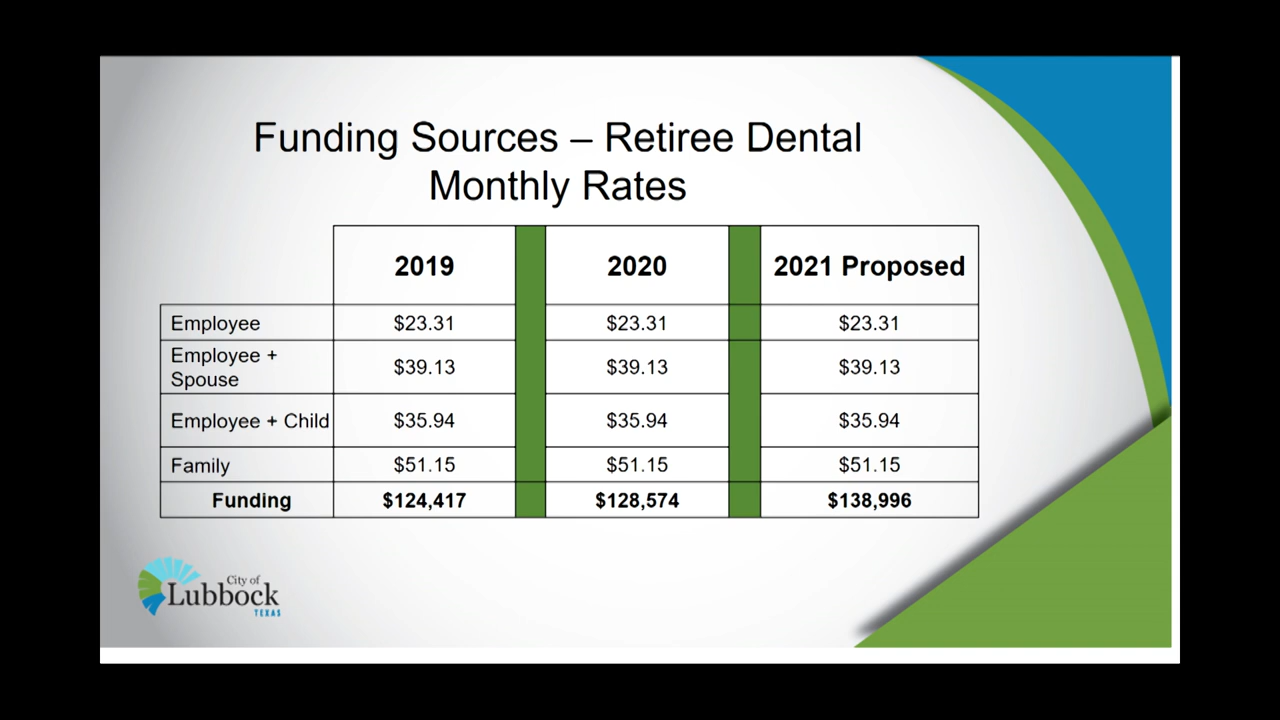 Funding Sources – Retiree Dental
Monthly Rates
2019 2020 2021 Proposed
Employee $23.31 $23.31 $23.31
Employee +
Spouse $39.13 $39.13 $39.13
Employee + Child $35.94 $35.94 $35.94
Family $51.15 $51.15 $51.15
Funding $124,417 $128,574 $138,996
City of
Lubbock
TEXAS